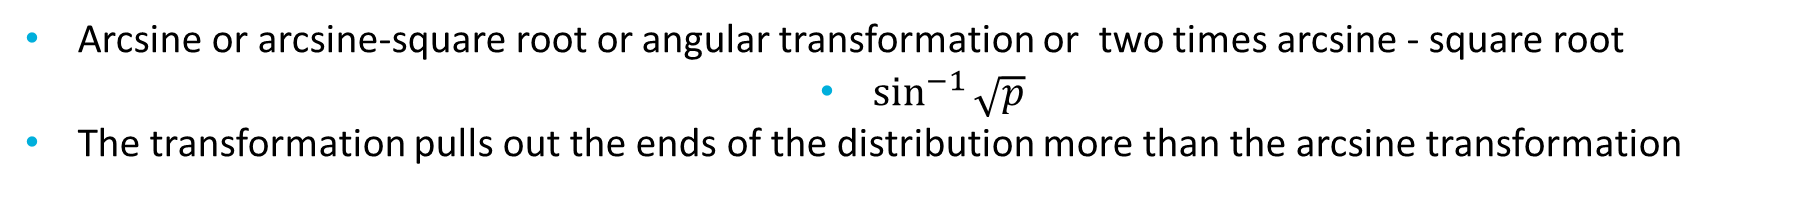 • Arcsine or arcsine-square root or angular transformation or  two times arcsine - square root
• sin⁻¹ √p
• The transformation pulls out the ends of the distribution more than the arcsine transformation